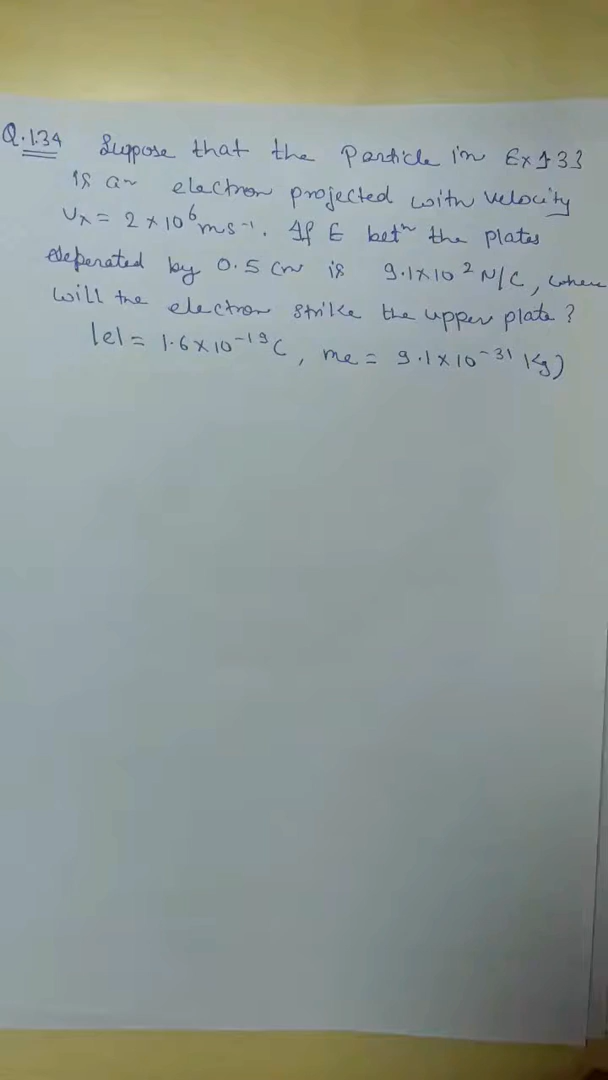 Q.1.34 Suppose that the Particle in Ex 1.33
is an electron projected with velocity
Vx = 2 × 10⁶ ms⁻¹. If E betⁿ the plates
seperated by 0.5 cm is 9.1×10² N/C, where
will the electron strike the upper plate ?
|e| = 1.6 × 10⁻¹⁹ C, me = 9.1 × 10⁻³¹ Kg)